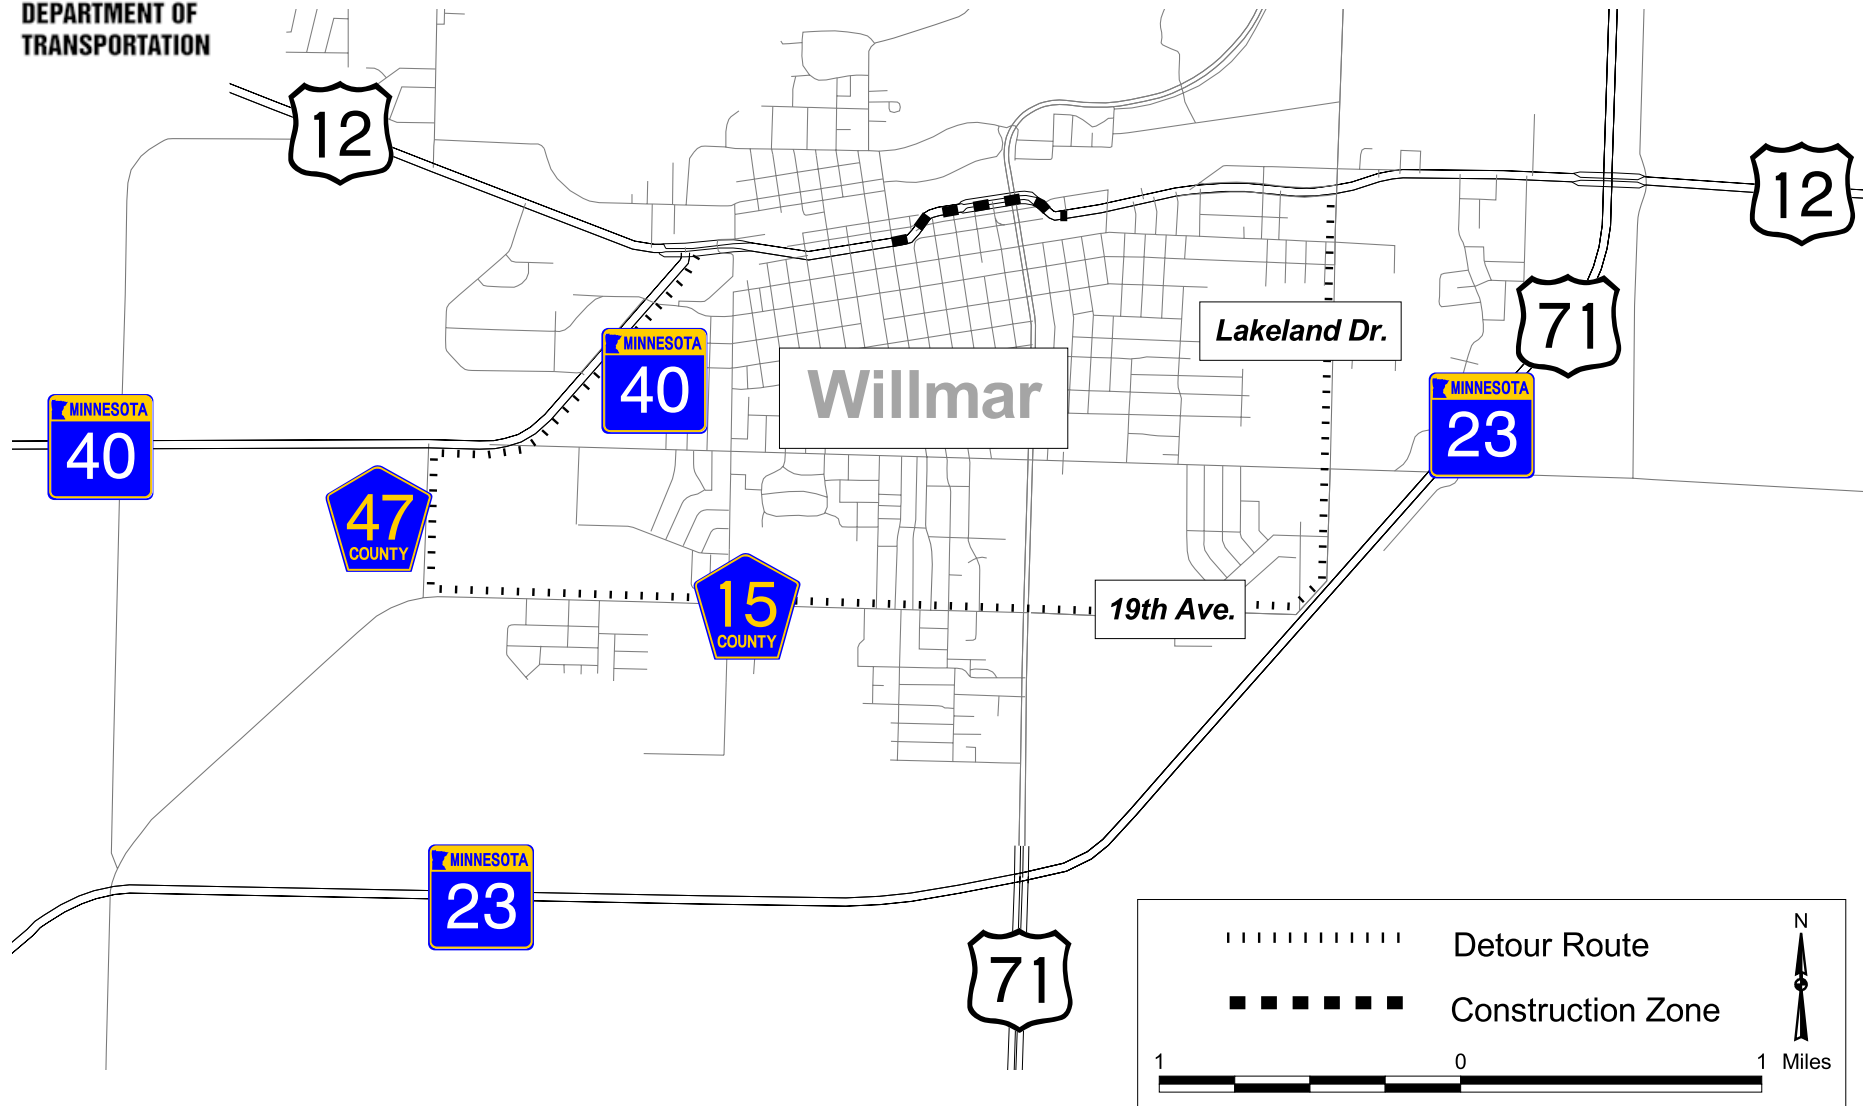 DEPARTMENT OF
TRANSPORTATION
12
12
71
Lakeland Dr.
MINNESOTA
40
Willmar
MINNESOTA
23
MINNESOTA
40
47
COUNTY
15
COUNTY
19th Ave.
MINNESOTA
23
71
Detour Route
Construction Zone
N
1 0 1 Miles